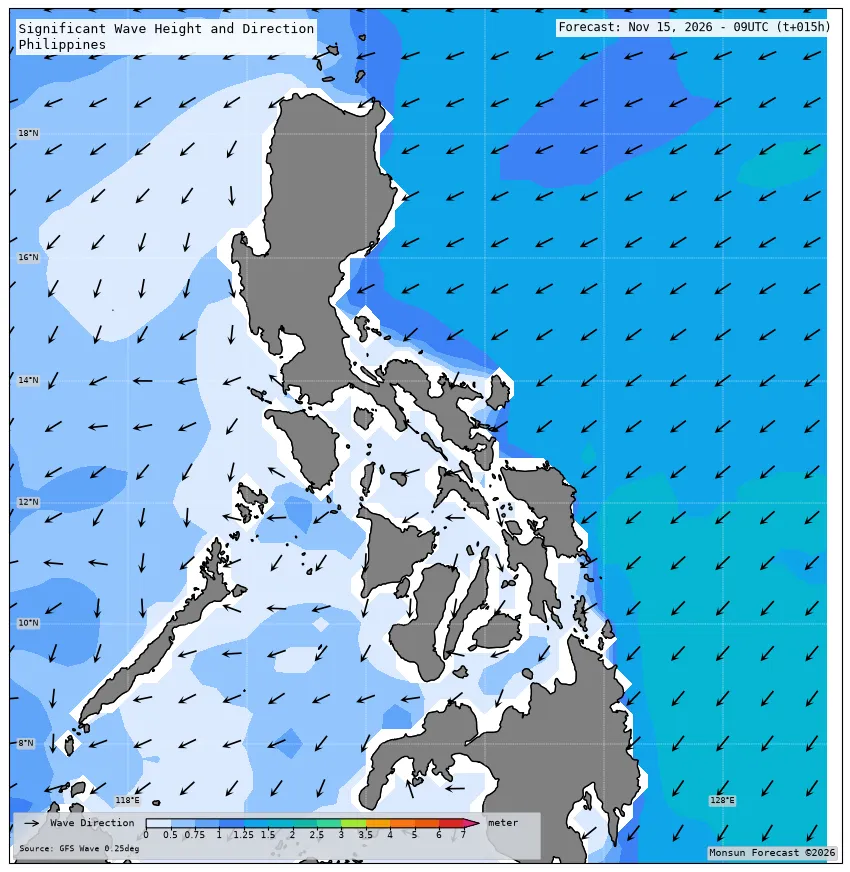 Significant Wave Height and Direction
Philippines
Forecast: Nov 15, 2026 - 09UTC (t+015h)
18°N
16°N
14°N
12°N
10°N
8°N
118°E
128°E
Wave Direction
0 0.5 0.75 1 1.25 1.5 2 2.5 3 3.5 4 5 6 7
meter
Source: GFS Wave 0.25deg
Monsun Forecast ©2026